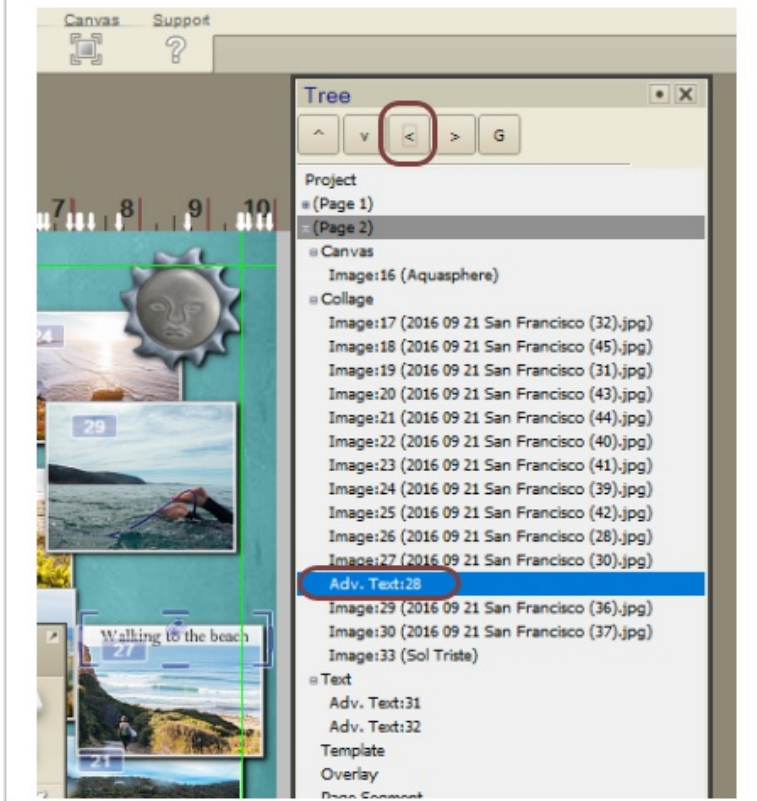 Canvas Support
?
Tree
^ v < > G
Project
(Page 1)
(Page 2)
Canvas
Image:16 (Aquasphere)
Collage
Image:17 (2016 09 21 San Francisco (32).jpg)
Image:18 (2016 09 21 San Francisco (45).jpg)
Image:19 (2016 09 21 San Francisco (31).jpg)
Image:20 (2016 09 21 San Francisco (43).jpg)
Image:21 (2016 09 21 San Francisco (44).jpg)
Image:22 (2016 09 21 San Francisco (40).jpg)
Image:23 (2016 09 21 San Francisco (41).jpg)
Image:24 (2016 09 21 San Francisco (39).jpg)
Image:25 (2016 09 21 San Francisco (42).jpg)
Image:26 (2016 09 21 San Francisco (28).jpg)
Image:27 (2016 09 21 San Francisco (30).jpg)
Adv. Text:28
Image:29 (2016 09 21 San Francisco (36).jpg)
Image:30 (2016 09 21 San Francisco (37).jpg)
Image:33 (Sol Triste)
Text
Adv. Text:31
Adv. Text:32
Template
Overlay
Page Segment
7 8 9 10
24
29
Walking to the beach
27
21